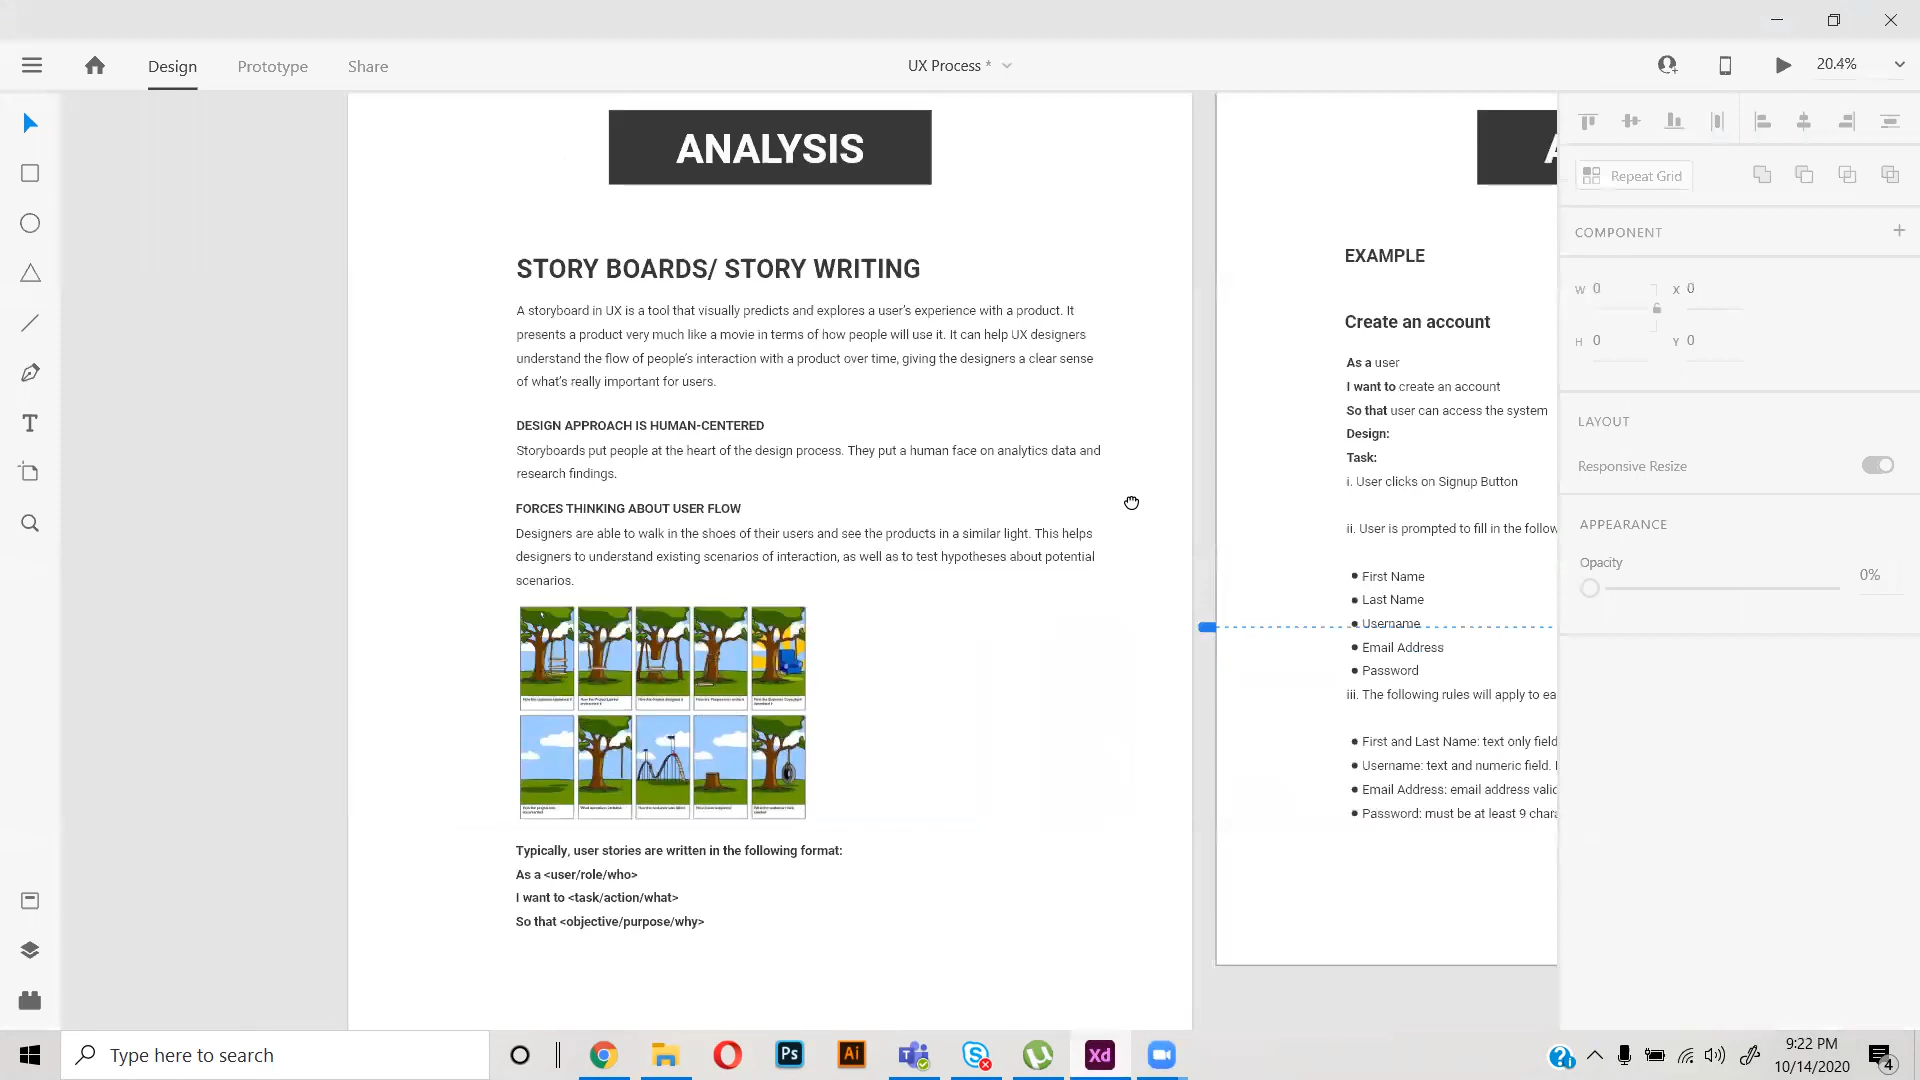 Design
Prototype
Share
UX Process *
20.4%
ANALYSIS
STORY BOARDS/ STORY WRITING
A storyboard in UX is a tool that visually predicts and explores a user's experience with a product. It
presents a product very much like a movie in terms of how people will use it. It can help UX designers
understand the flow of people's interaction with a product over time, giving the designers a clear sense
of what's really important for users.
DESIGN APPROACH IS HUMAN-CENTERED
Storyboards put people at the heart of the design process. They put a human face on analytics data and
research findings.
FORCES THINKING ABOUT USER FLOW
Designers are able to walk in the shoes of their users and see the products in a similar light. This helps
designers to understand existing scenarios of interaction, as well as to test hypotheses about potential
scenarios.
Typically, user stories are written in the following format:
As a <user/role/who>
I want to <task/action/what>
So that <objective/purpose/why>
EXAMPLE
Create an account
As a user
I want to create an account
So that user can access the system
Design:
Task:
i. User clicks on Signup Button
ii. User is prompted to fill in the follow
• First Name
• Last Name
• Username
• Email Address
• Password
iii. The following rules will apply to ea
• First and Last Name: text only field
• Username: text and numeric field.
• Email Address: email address valid
• Password: must be at least 9 chara
Repeat Grid
COMPONENT
W 0
X 0
H 0
Y 0
LAYOUT
Responsive Resize
APPEARANCE
Opacity
0%
Type here to search
Ps
Ai
Xd
9:22 PM
10/14/2020
4